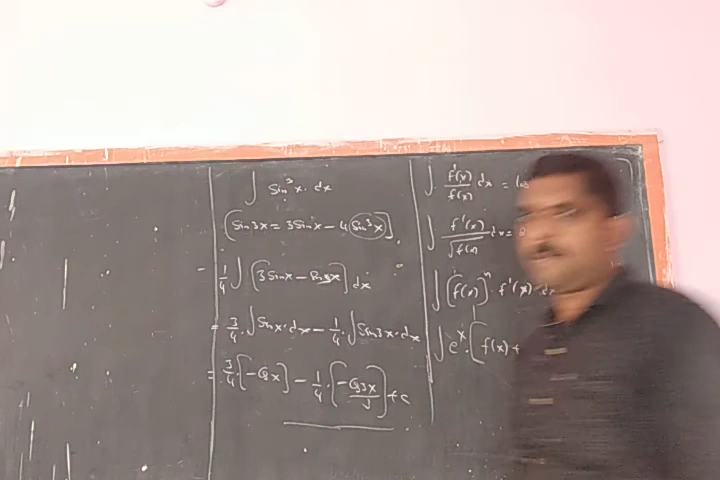 ∫ Sin³x. dx
[Sin3x = 3Sinx - 4(Sin³x)].
1/4 ∫ [3Sinx - Sin3x] dx
= 3/4. ∫ Sinx. dx - 1/4. ∫ Sin3x. dx
= 3/4. [-Cosx] - 1/4. [-Cos3x/3] + c
∫ f'(x)/f(x) dx = log
∫ f'(x)/√f(x) dx =
∫ [f(x)]ⁿ. f'(x). dx
∫ eˣ. [f(x) +